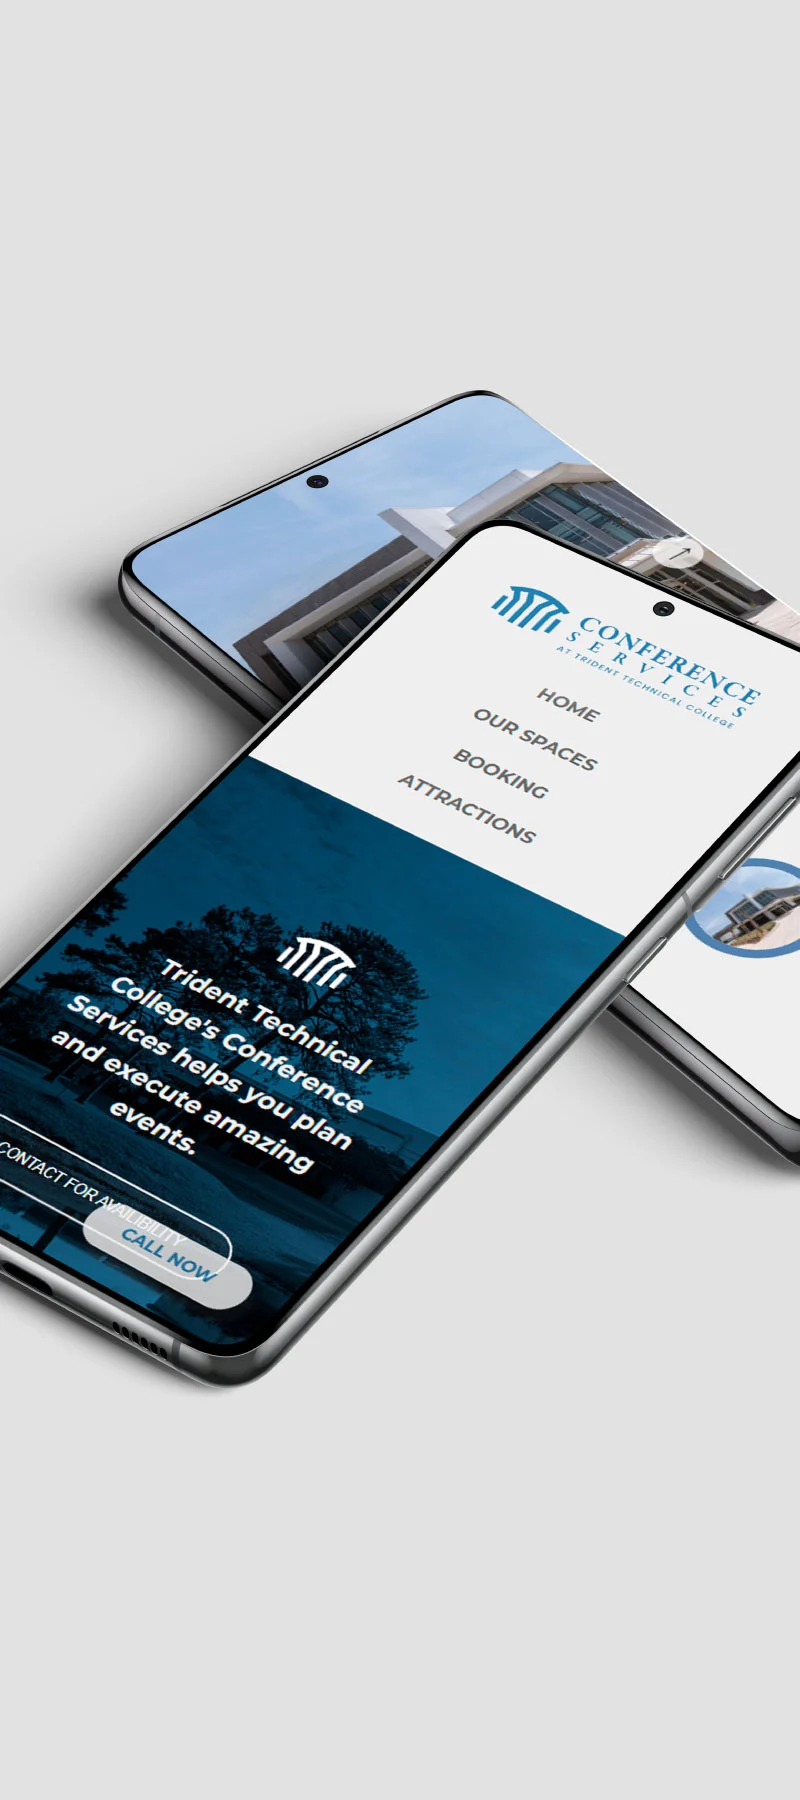 CONFERENCE
SERVICES
AT TRIDENT TECHNICAL COLLEGE
HOME
OUR SPACES
BOOKING
ATTRACTIONS
Trident Technical
College's Conference
Services helps you plan
and execute amazing
events.
CONTACT FOR AVAILIBILITY
CALL NOW